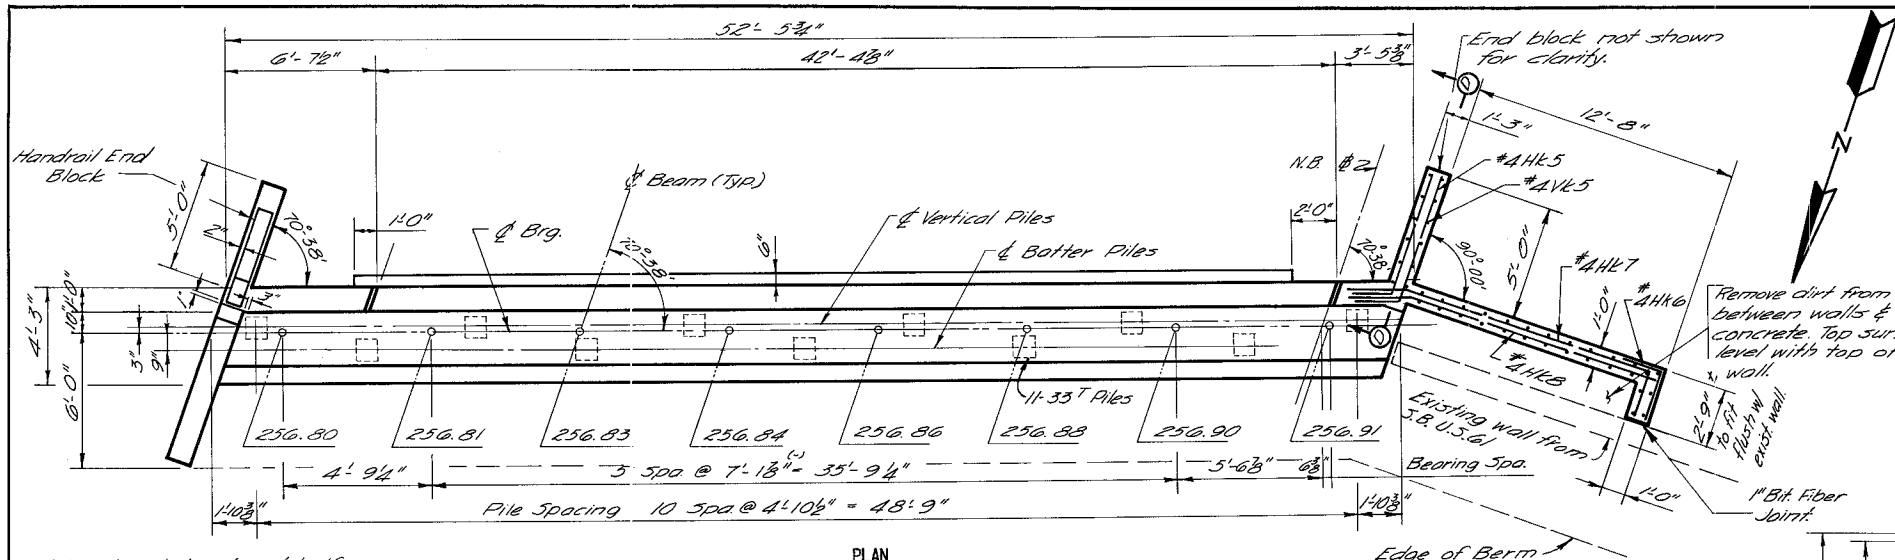 52'- 5¾"
6'- 7½"
42'- 4⅞"
3'- 5⅜"
End block not shown
for clarity.
D
12'- 8"
1'-3"
N
Handrail End
Block
℄ Beam (Typ.)
N.B. ℄ 2
#4Hk5
#4Vk5
5'-0"
2"
70°-38'
1'-0"
℄ Brg.
70°-38'
6"
℄ Vertical Piles
℄ Batter Piles
2'-0"
70°-38'
90°-00'
5'-0"
#4Hk7
1'-0"
#4Hk6
Remove dirt from
between walls &
concrete. Top sur
level with top of
wall.
1"
3"
4'-3"
10"
1'-0"
3"
9"
6'-0"
D
#4Hk8
11-33ᵀ Piles
Existing wall from
S.B. U.S.61
2'-9" ±
to fit
flush w/
exist. wall.
256.80
256.81
256.83
256.84
256.86
256.88
256.90
256.91
4'- 9¼"
5 Spa. @ 7'-1⅞"(-) = 35'- 9¼"
5'-6⅞"
6⅜"
Bearing Spa.
1'-0"
1'-10⅜"
Pile Spacing 10 Spa. @ 4'-10½" = 48'- 9"
1'-10⅜"
1" Bit. Fiber
Joint.
PLAN
Edge of Berm